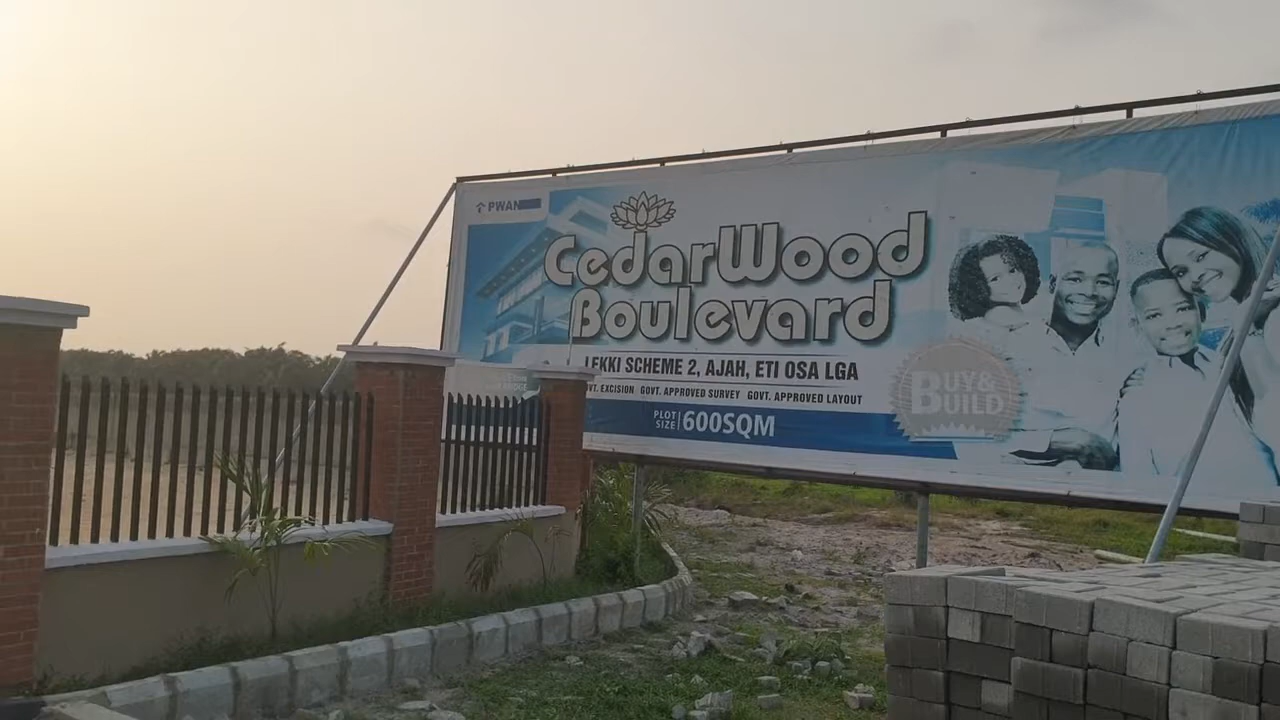 PWAN
CedarWood
Boulevard
LEKKI SCHEME 2, AJAH, ETI OSA LGA
EXCISION GOVT. APPROVED SURVEY GOVT. APPROVED LAYOUT
PLOT SIZE 600SQM
BUY&
BUILD